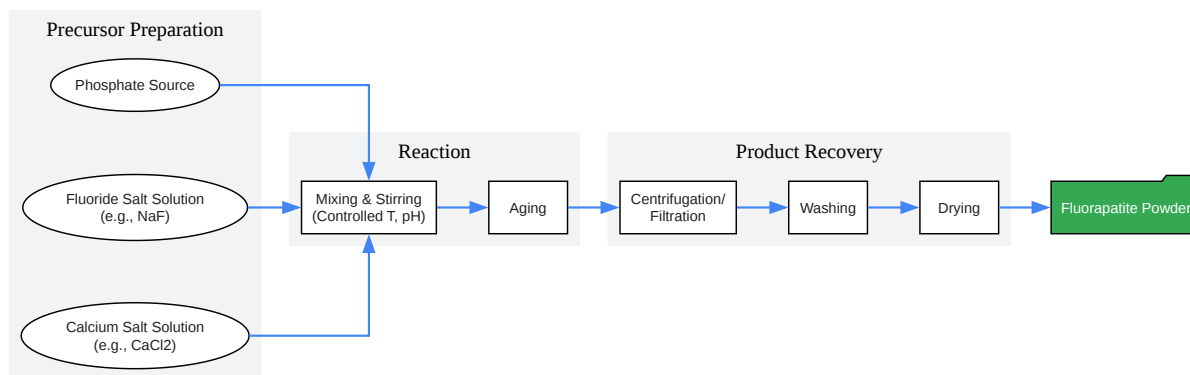 Precursor Preparation
Phosphate Source
Fluoride Salt Solution
(e.g., NaF)
Calcium Salt Solution
(e.g., CaCl2)
Reaction
Mixing & Stirring
(Controlled T, pH)
Aging
Product Recovery
Centrifugation/
Filtration
Washing
Drying
Fluorapatite Powder